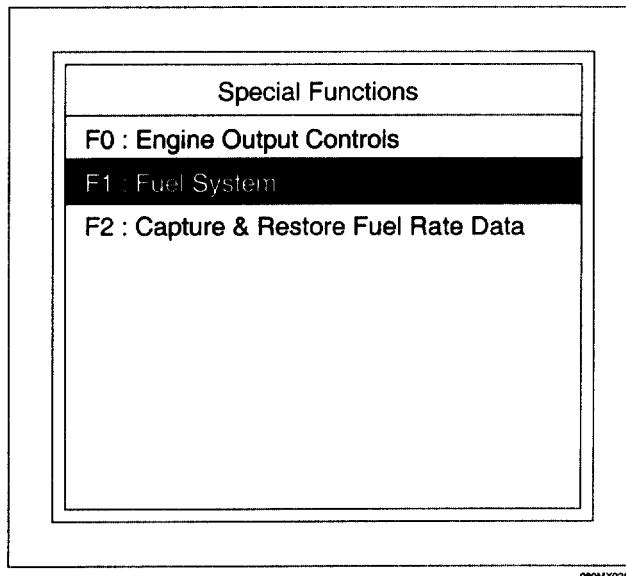 Special Functions
F0 : Engine Output Controls
F1 : Fuel System
F2 : Capture & Restore Fuel Rate Data